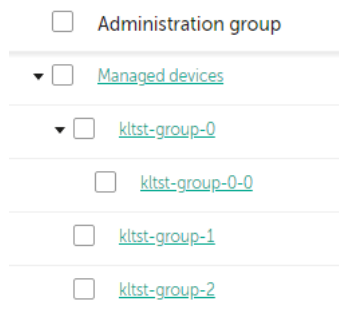 Administration group
Managed devices
kltst-group-0
kltst-group-0-0
kltst-group-1
kltst-group-2